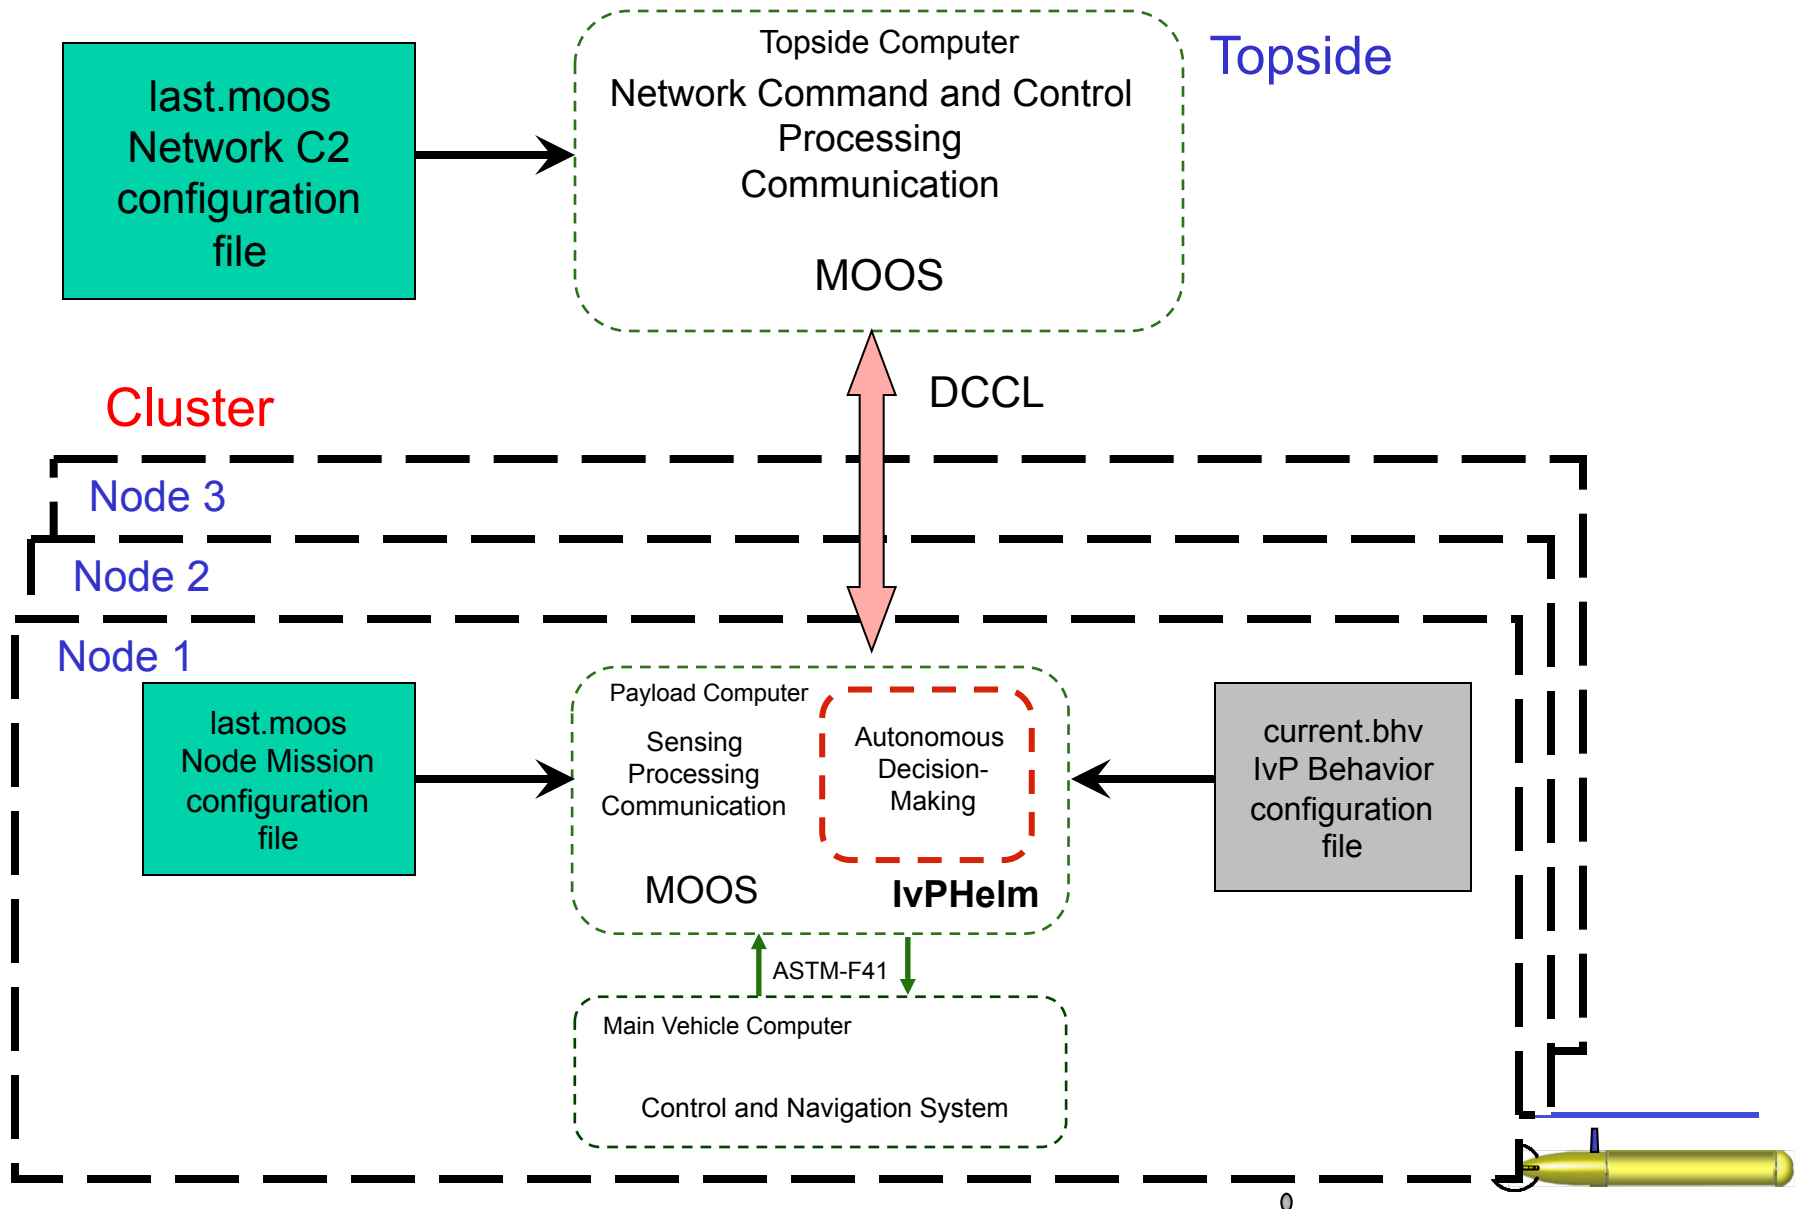 Topside Computer
Network Command and Control
Processing
Communication
MOOS
Topside
last.moos
Network C2
configuration
file
DCCL
Cluster
Node 3
Node 2
Node 1
last.moos
Node Mission
configuration
file
Payload Computer
Sensing
Processing
Communication
MOOS
Autonomous
Decision-
Making
IvPHelm
current.bhv
IvP Behavior
configuration
file
ASTM-F41
Main Vehicle Computer
Control and Navigation System